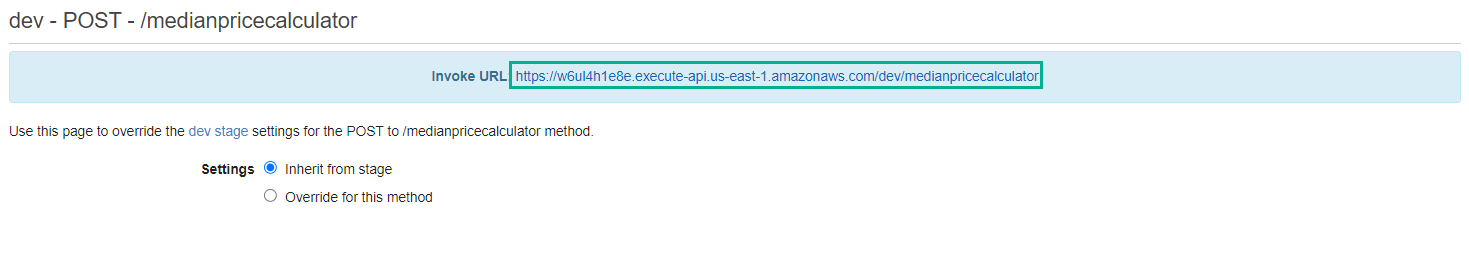 dev - POST - /medianpricecalculator
Invoke URL: https://w6ul4h1e8e.execute-api.us-east-1.amazonaws.com/dev/medianpricecalculator
Use this page to override the dev stage settings for the POST to /medianpricecalculator method.
Settings Inherit from stage
Override for this method